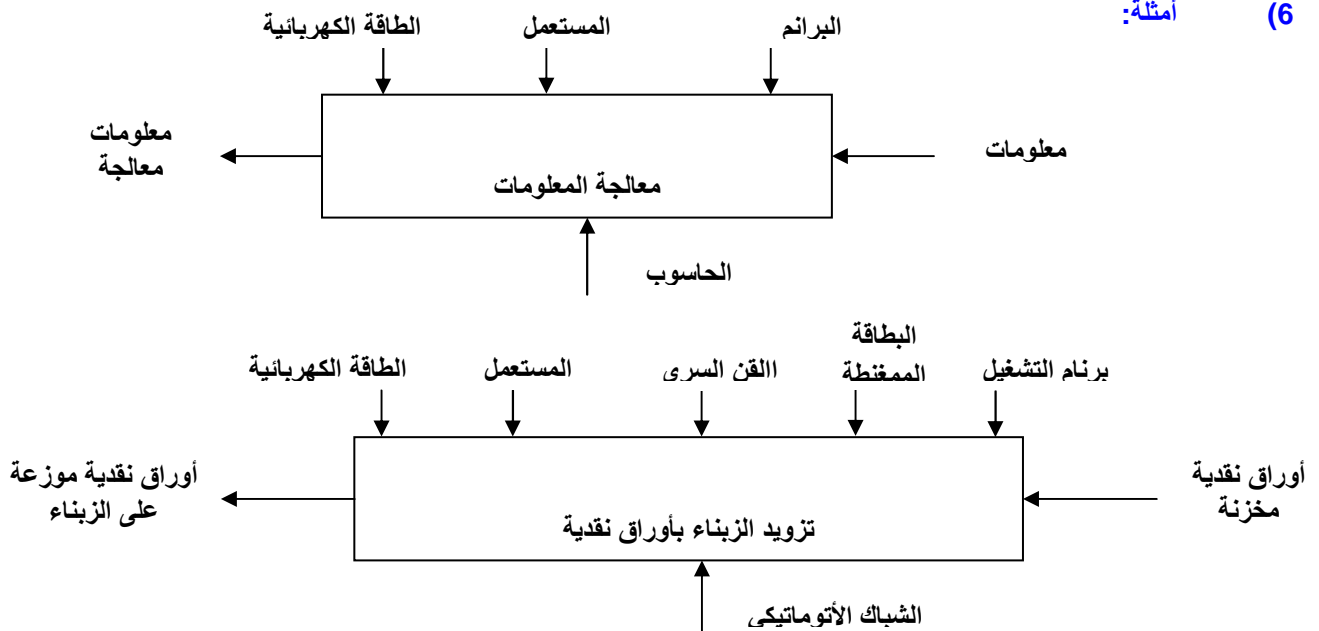 6) أمثلة:
البرانم
المستعمل
الطاقة الكهربائية
معلومات
معلومات
معالجة
معالجة المعلومات
الحاسوب
برنام التشغيل
البطاقة
الممغنطة
االقن السري
المستعمل
الطاقة الكهربائية
أوراق نقدية
مخزنة
أوراق نقدية موزعة
على الزبناء
تزويد الزبناء بأوراق نقدية
الشباك الأتوماتيكي